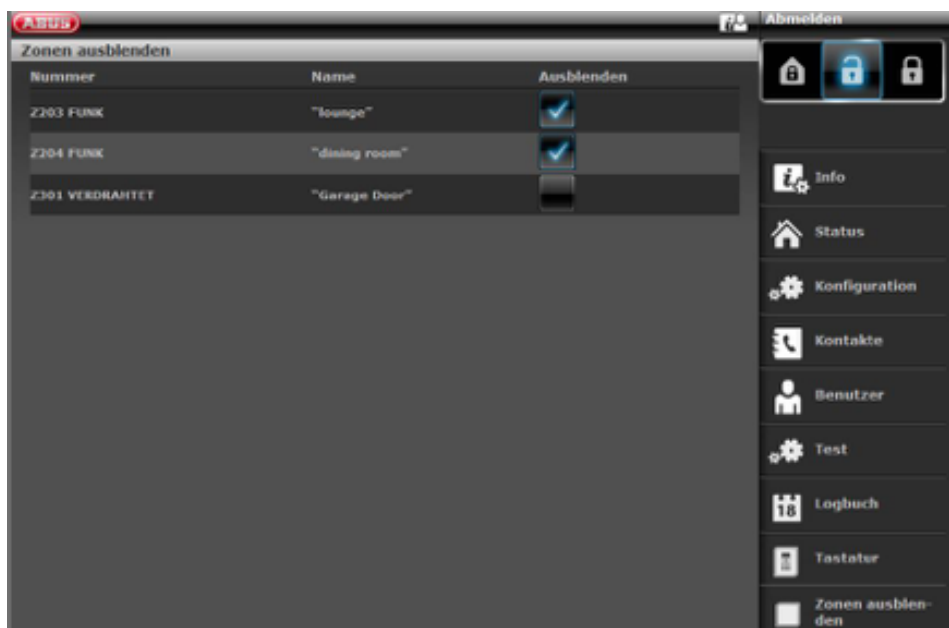 ABUS
Abmelden
Zonen ausblenden
Nummer Name Ausblenden
Z203 FUNK "lounge"
Z204 FUNK "dining room"
Z301 VERDRAHTET "Garage Door"
Info
Status
Konfiguration
Kontakte
Benutzer
Test
18 Logbuch
Tastatur
Zonen ausblen-
den